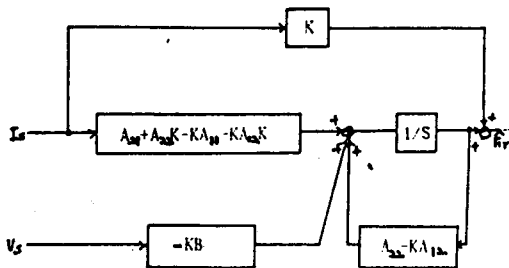 K
Is
A₂₁+A₂₂K-KA₁₁-KA₁₂K
+
+
+
1/S
+
+
Vs
-KB
A₂₂-KA₁₂